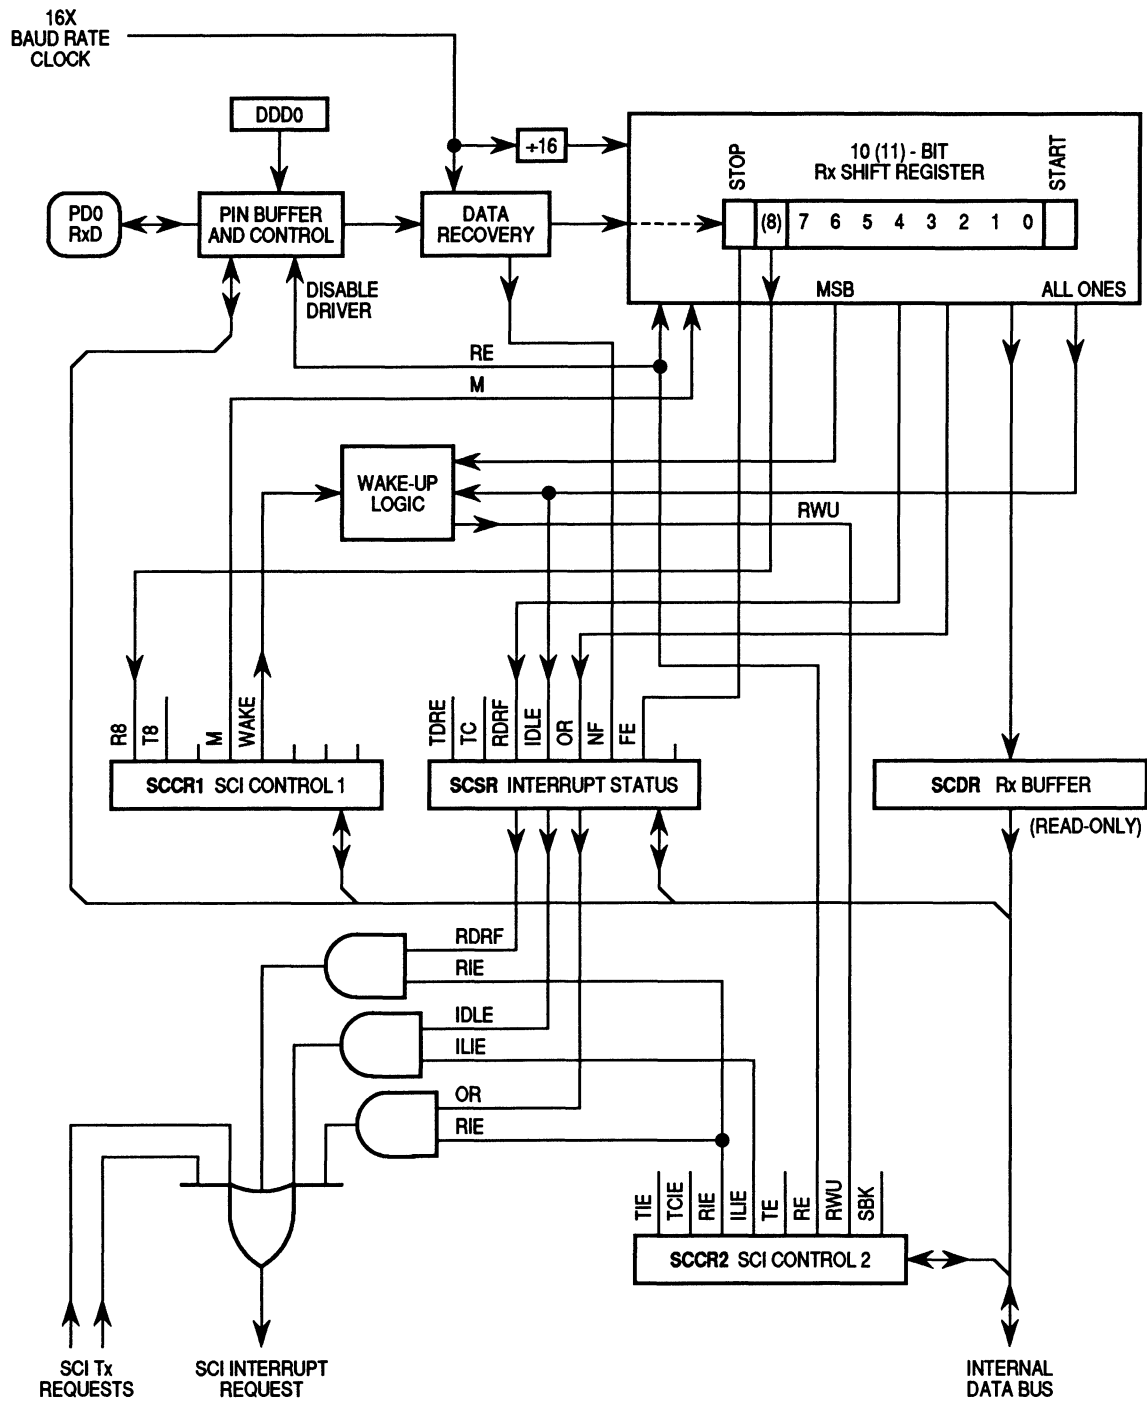 16X
BAUD RATE
CLOCK
DDD0
÷16
10 (11) - BIT
Rx SHIFT REGISTER
STOP
START
PD0
RxD
PIN BUFFER
AND CONTROL
DATA
RECOVERY
(8) 7 6 5 4 3 2 1 0
DISABLE
DRIVER
MSB
ALL ONES
RE
M
WAKE-UP
LOGIC
RWU
R8
T8
M
WAKE
TDRE
TC
RDRF
IDLE
OR
NF
FE
SCCR1 SCI CONTROL 1
SCSR INTERRUPT STATUS
SCDR Rx BUFFER
(READ-ONLY)
RDRF
RIE
IDLE
ILIE
OR
RIE
TIE
TCIE
RIE
ILIE
TE
RE
RWU
SBK
SCCR2 SCI CONTROL 2
SCI Tx
REQUESTS
SCI INTERRUPT
REQUEST
INTERNAL
DATA BUS